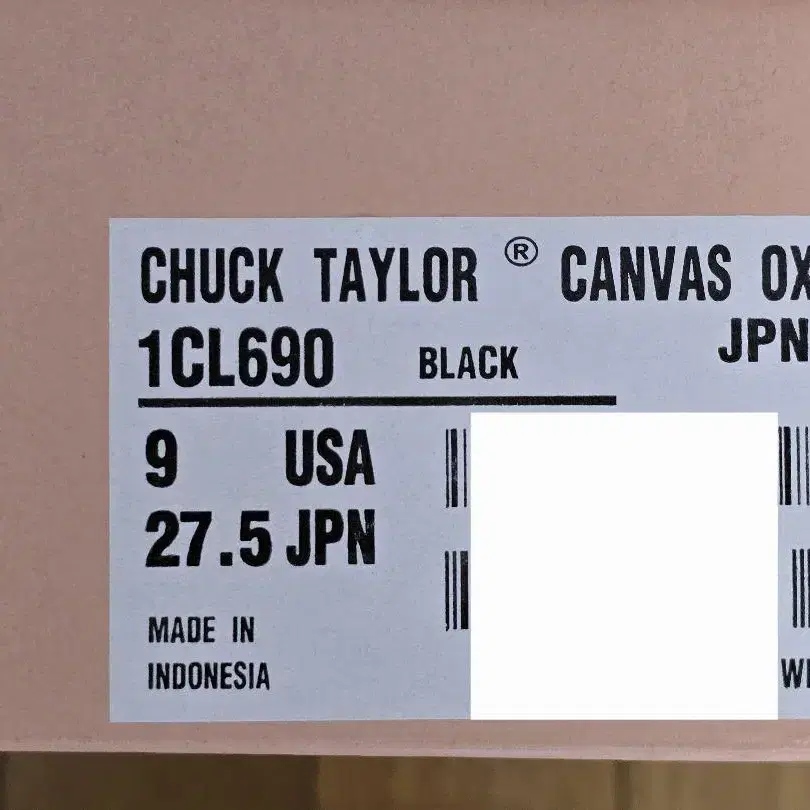 CHUCK TAYLOR ® CANVAS OX
1CL690 BLACK JPN
9 USA
27.5 JPN
MADE IN
INDONESIA